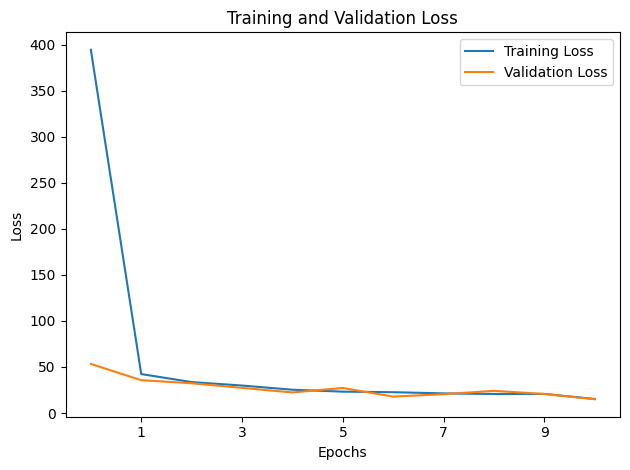 Training and Validation Loss
Training Loss
Validation Loss
400
350
300
250
200
150
100
50
0
Loss
1 3 5 7 9
Epochs